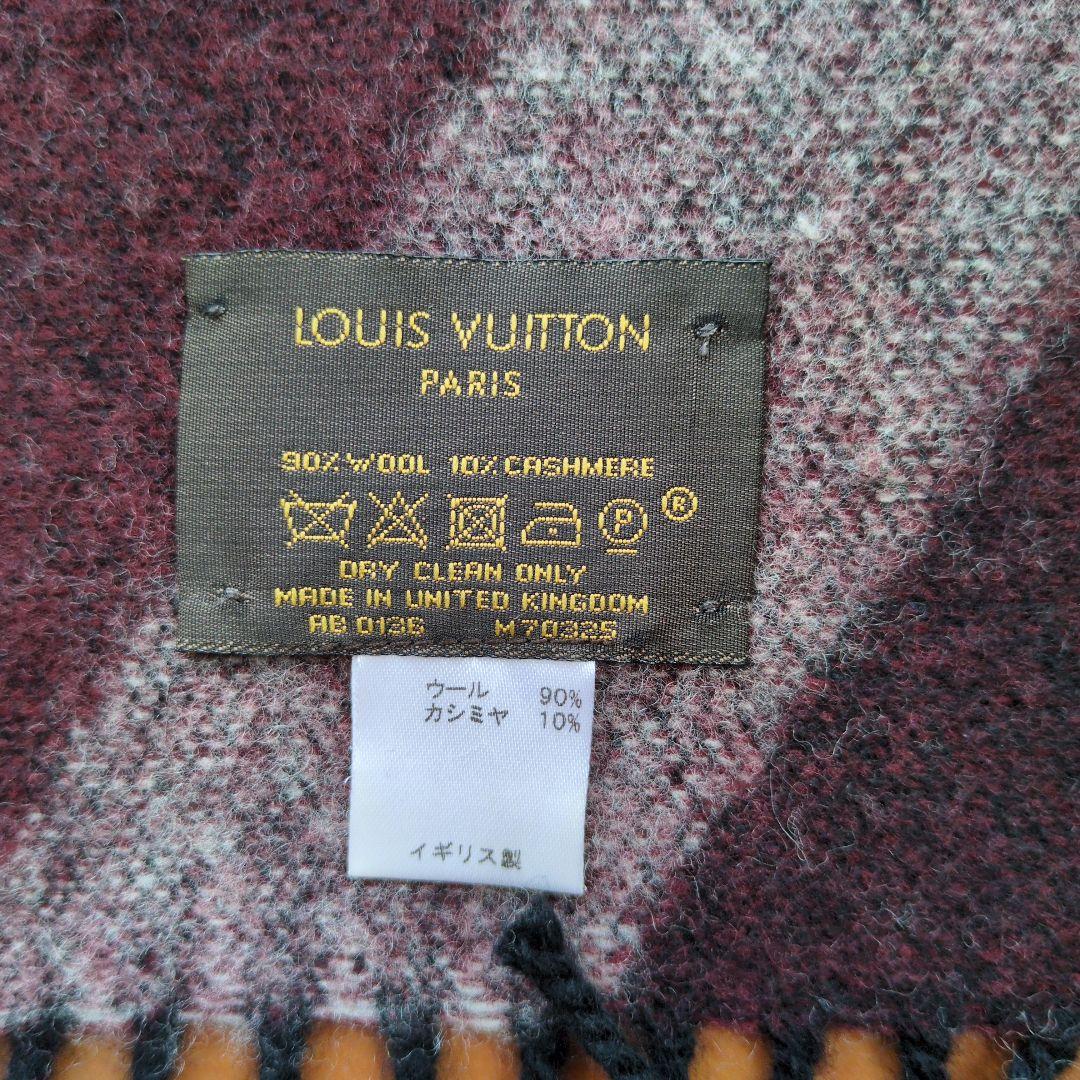 LOUIS VUITTON
PARIS
90% WOOL 10% CASHMERE
P ®
DRY CLEAN ONLY
MADE IN UNITED KINGDOM
AB 0136 M70325
ウール 90%
カシミヤ 10%
イギリス製